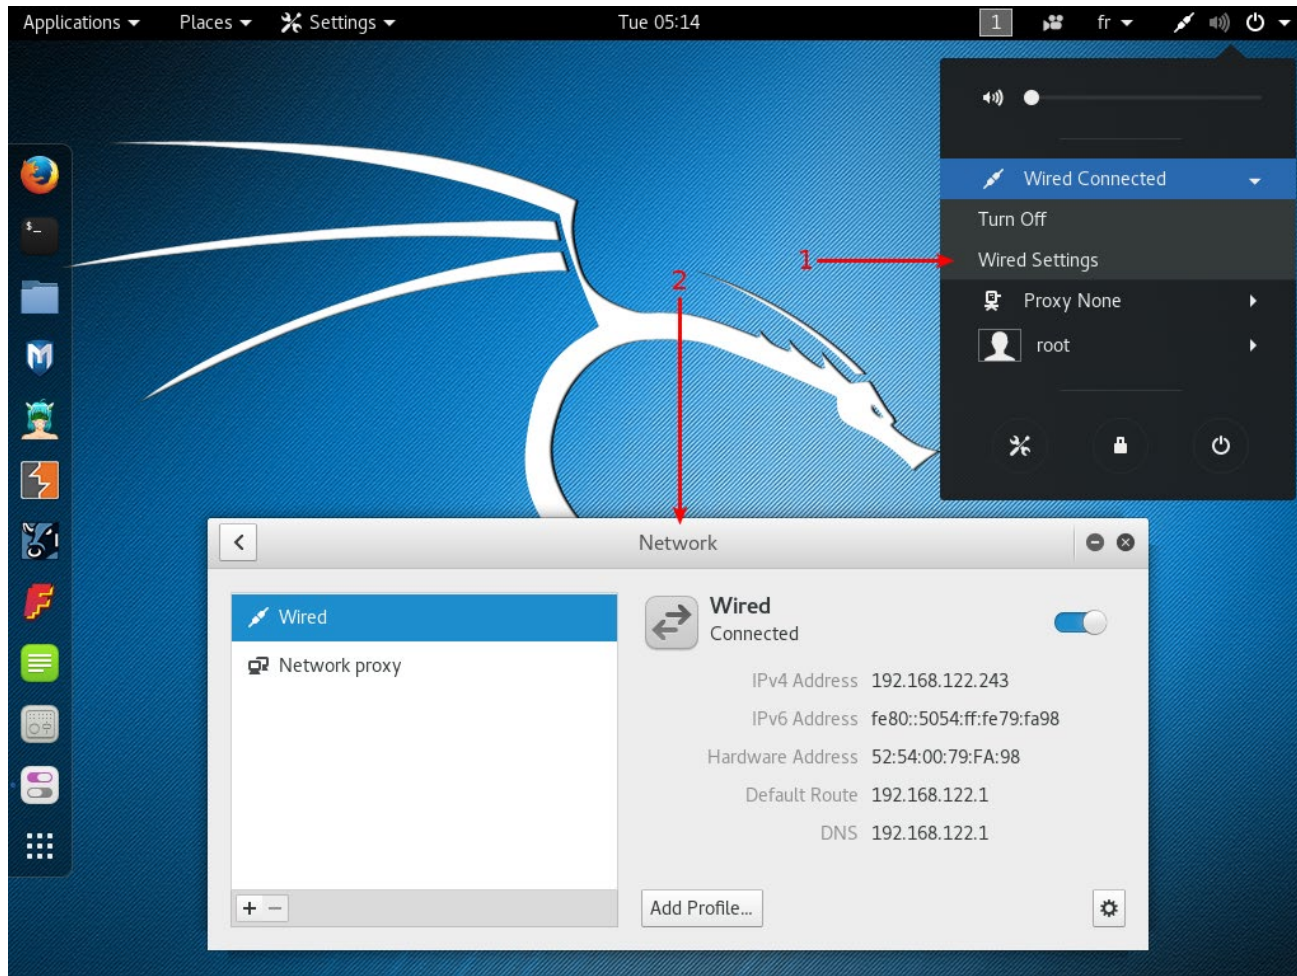 Applications Places Settings Tue 05:14 1 fr
Wired Connected
Turn Off
1 Wired Settings
2
Proxy None
root
$_
Network
Wired
Network proxy
Wired
Connected
IPv4 Address 192.168.122.243
IPv6 Address fe80::5054:ff:fe79:fa98
Hardware Address 52:54:00:79:FA:98
Default Route 192.168.122.1
DNS 192.168.122.1
+ −
Add Profile...